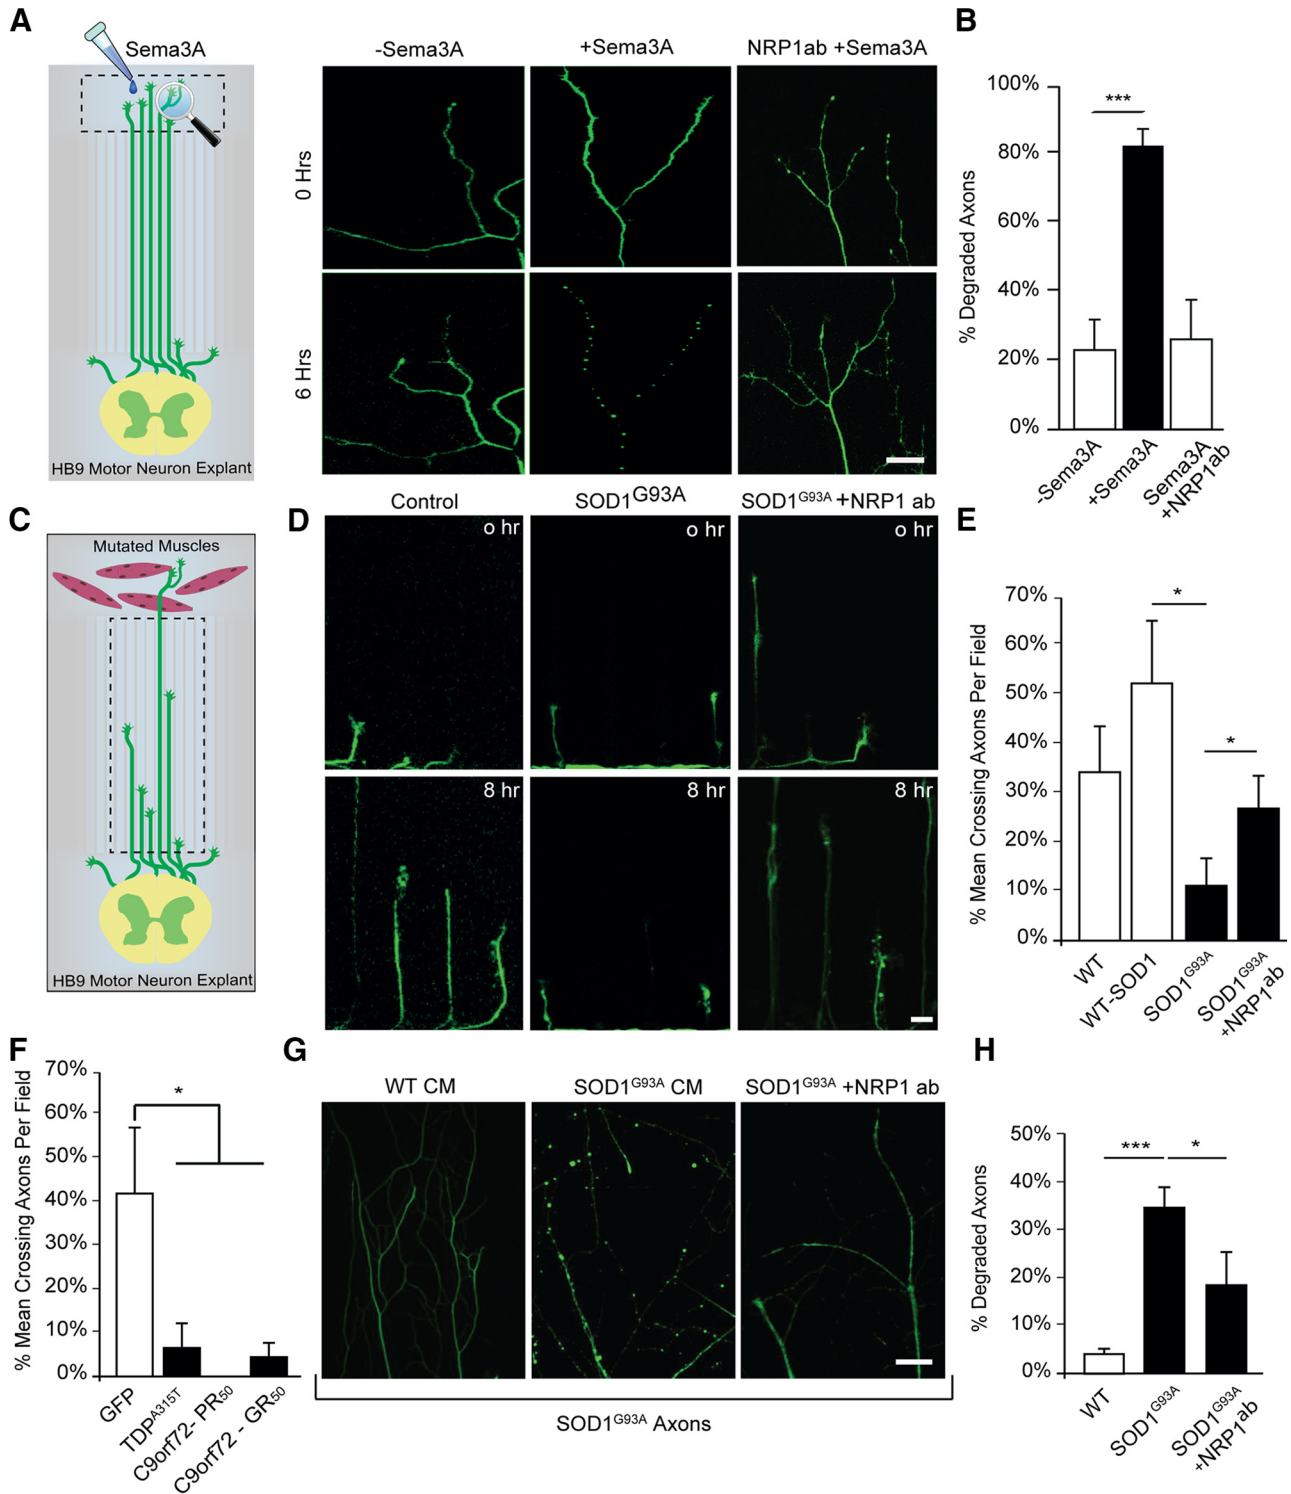 A
Sema3A
HB9 Motor Neuron Explant
-Sema3A
+Sema3A
NRP1ab +Sema3A
0 Hrs
6 Hrs
B
% Degraded Axons
100%
80%
60%
40%
20%
0%
***
-Sema3A
+Sema3A
Sema3A
+NRP1ab
C
Mutated Muscles
HB9 Motor Neuron Explant
D
Control
SOD1G93A
SOD1G93A +NRP1 ab
o hr
o hr
o hr
8 hr
8 hr
8 hr
E
% Mean Crossing Axons Per Field
70%
60%
50%
40%
30%
20%
10%
0%
*
*
WT
WT-SOD1
SOD1G93A
SOD1G93A
+NRP1ab
F
% Mean Crossing Axons Per Field
70%
60%
50%
40%
30%
20%
10%
0%
*
GFP
TDPA315T
C9orf72- PR50
C9orf72 - GR50
G
WT CM
SOD1G93A CM
SOD1G93A +NRP1 ab
SOD1G93A Axons
H
% Degraded Axons
50%
40%
30%
20%
10%
0%
***
*
WT
SOD1G93A
SOD1G93A
+NRP1ab